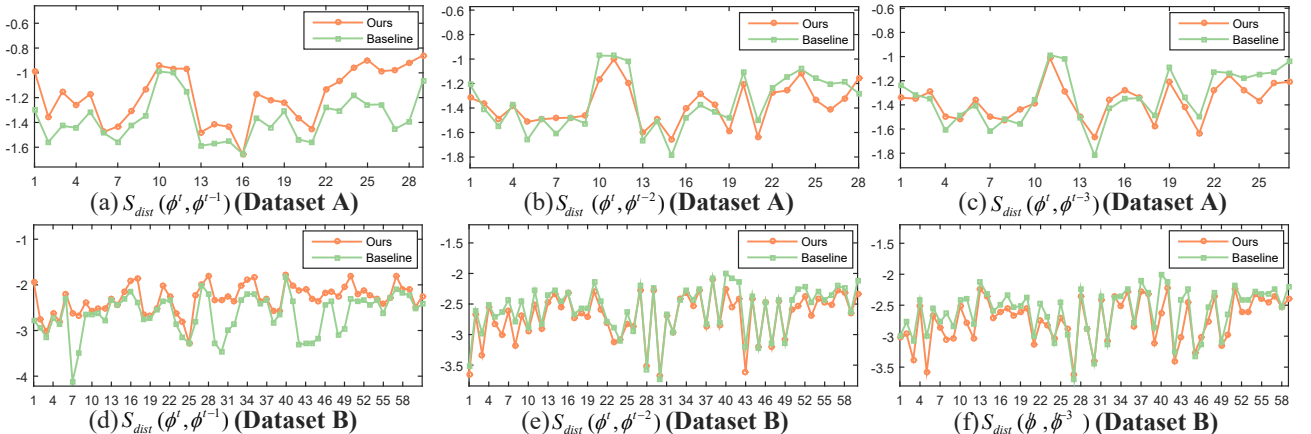 -0.6
-0.8
-1
-1.2
-1.4
-1.6
Ours
Baseline
1 4 7 10 13 16 19 22 25 28
(a) S_dist (ϕ^t, ϕ^{t−1}) (Dataset A)
-0.6
-0.8
-1
-1.2
-1.4
-1.6
-1.8
Ours
Baseline
1 4 7 10 13 16 19 22 25 28
(b) S_dist (ϕ^t, ϕ^{t−2}) (Dataset A)
-0.6
-0.8
-1
-1.2
-1.4
-1.6
-1.8
Ours
Baseline
1 4 7 10 13 16 19 22 25
(c) S_dist (ϕ^t, ϕ^{t−3}) (Dataset A)
-1
-2
-3
-4
Ours
Baseline
1 4 7 10 13 16 19 22 25 28 31 34 37 40 43 46 49 52 55 58
(d) S_dist (ϕ^t, ϕ^{t−1}) (Dataset B)
-1.5
-2
-2.5
-3
-3.5
Ours
Baseline
1 4 7 10 13 16 19 22 25 28 31 34 37 40 43 46 49 52 55 58
(e) S_dist (ϕ^t, ϕ^{t−2}) (Dataset B)
-1.5
-2
-2.5
-3
-3.5
Ours
Baseline
1 4 7 10 13 16 19 22 25 28 31 34 37 40 43 46 49 52 55 58
(f) S_dist (ϕ^t, ϕ^{t−3}) (Dataset B)